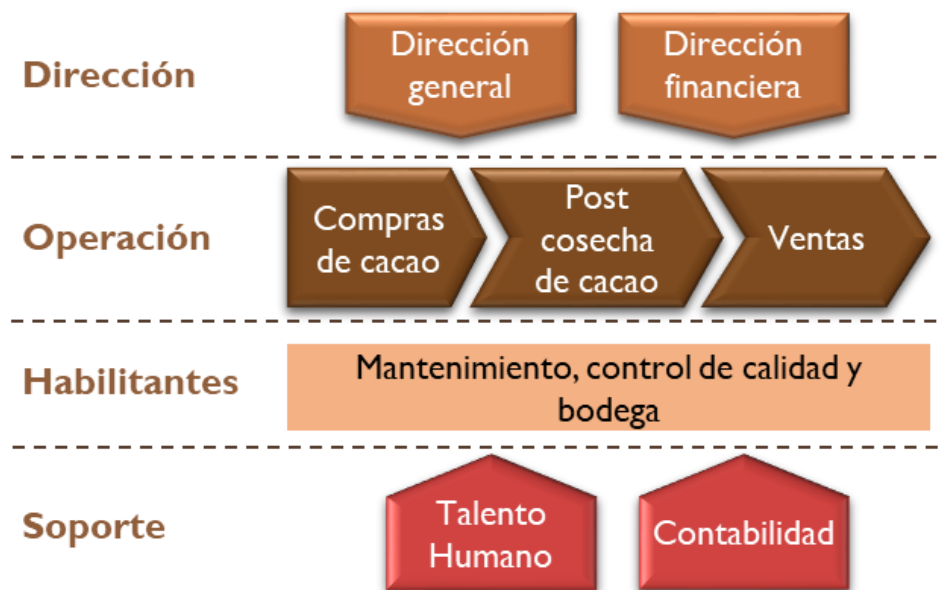 Dirección
Dirección
general
Dirección
financiera
Operación
Compras
de cacao
Post
cosecha
de cacao
Ventas
Habilitantes
Mantenimiento, control de calidad y
bodega
Soporte
Talento
Humano
Contabilidad